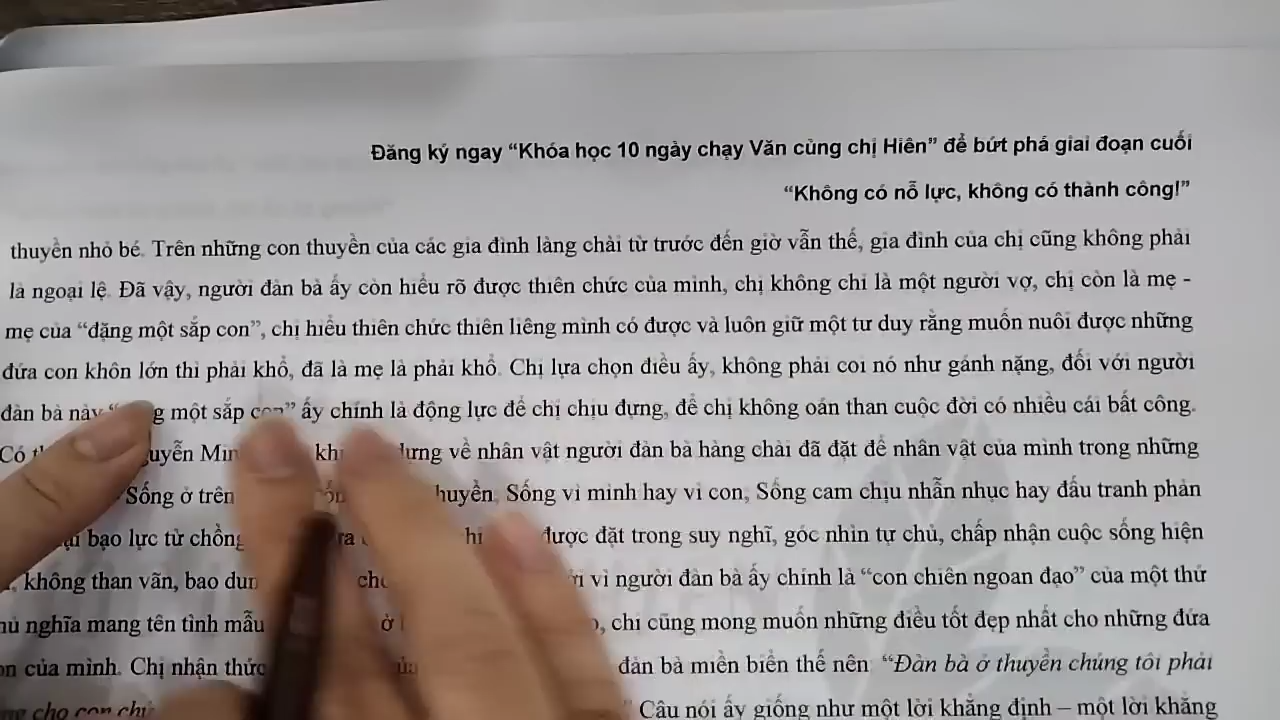 Đăng ký ngay “Khóa học 10 ngày chạy Văn cùng chị Hiên” để bứt phá giai đoạn cuối
“Không có nỗ lực, không có thành công!”
thuyền nhỏ bé. Trên những con thuyền của các gia đình làng chài từ trước đến giờ vẫn thế, gia đình của chị cũng không phải
là ngoại lệ. Đã vậy, người đàn bà ấy còn hiểu rõ được thiên chức của mình, chị không chỉ là một người vợ, chị còn là mẹ -
mẹ của “đặng một sắp con”, chị hiểu thiên chức thiên liêng mình có được và luôn giữ một tư duy rằng muốn nuôi được những
đứa con khôn lớn thì phải khổ, đã là mẹ là phải khổ. Chị lựa chọn điều ấy, không phải coi nó như gánh nặng, đối với người
đàn bà này một sắp con” ấy chính là động lực để chị chịu đựng, để chị không oán than cuộc đời có nhiều cái bất công.
Có về nhân vật người đàn bà hàng chài đã đặt để nhân vật của mình trong những
Sống ở trên Sống vì mình hay vì con, Sống cam chịu nhẫn nhục hay đấu tranh phản
bạo lực từ chồng được đặt trong suy nghĩ, góc nhìn tự chủ, chấp nhận cuộc sống hiện
không than vãn, bao vì người đàn bà ấy chính là “con chiên ngoan đạo” của một thứ
nghĩa mang tên tình mẫu ở chị cũng mong muốn những điều tốt đẹp nhất cho những đứa
của mình. Chị nhận thức đàn bà miền biển thế nên “Đàn bà ở thuyền chúng tôi phải
cho con Câu nói ấy giống như một lời khẳng định – một lời khẳng